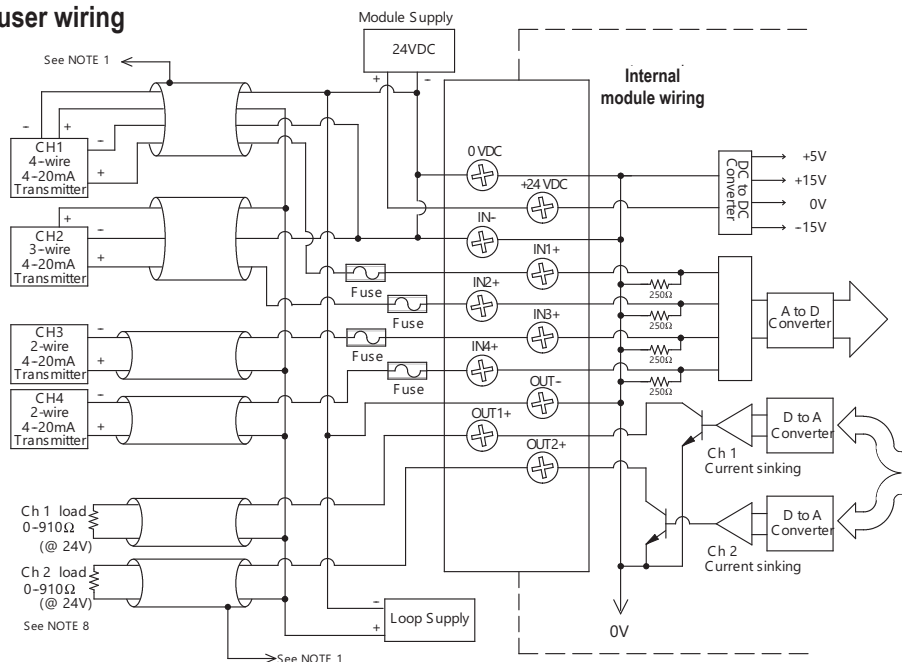 user wiring
Module Supply
24VDC
+ -
See NOTE 1
Internal
module wiring
- +
-
+
CH1
4-wire
4-20mA
Transmitter
+
-
+
CH2
3-wire
4-20mA
Transmitter
-
+
CH3
2-wire
4-20mA
Transmitter
-
+
CH4
2-wire
4-20mA
Transmitter
Fuse
Fuse
Fuse
Fuse
0 VDC
+24 VDC
IN-
IN1+
IN2+
IN3+
IN4+
OUT-
OUT1+
OUT2+
DC to DC
Converter
+5V
+15V
0V
-15V
250Ω
250Ω
250Ω
250Ω
A to D
Converter
D to A
Converter
Ch 1
Current sinking
D to A
Converter
Ch 2
Current sinking
Ch 1 load
0-910Ω
(@ 24V)
Ch 2 load
0-910Ω
(@ 24V)
See NOTE 8
-
+
Loop Supply
0V
See NOTE 1